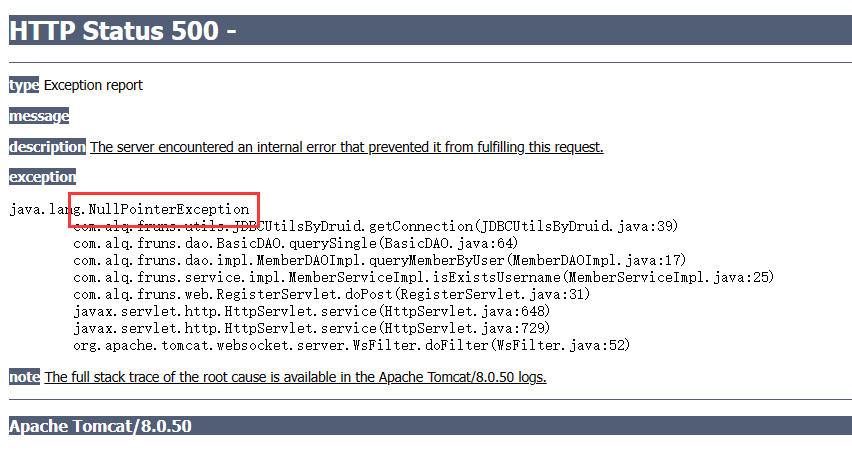 HTTP Status 500 -
type Exception report
message
description The server encountered an internal error that prevented it from fulfilling this request.
exception
java.lang.NullPointerException
com.alq.fruns.utils.JDBCUtilsByDruid.getConnection(JDBCUtilsByDruid.java:39)
com.alq.fruns.dao.BasicDAO.querySingle(BasicDAO.java:64)
com.alq.fruns.dao.impl.MemberDAOImpl.queryMemberByUser(MemberDAOImpl.java:17)
com.alq.fruns.service.impl.MemberServiceImpl.isExistsUsername(MemberServiceImpl.java:25)
com.alq.fruns.web.RegisterServlet.doPost(RegisterServlet.java:31)
javax.servlet.http.HttpServlet.service(HttpServlet.java:648)
javax.servlet.http.HttpServlet.service(HttpServlet.java:729)
org.apache.tomcat.websocket.server.WsFilter.doFilter(WsFilter.java:52)
note The full stack trace of the root cause is available in the Apache Tomcat/8.0.50 logs.
Apache Tomcat/8.0.50